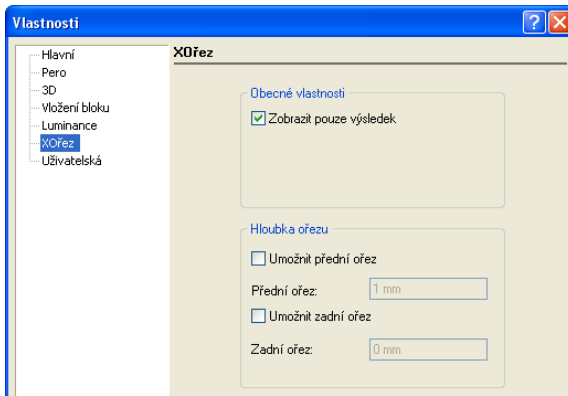 Vlastnosti
Hlavní
Pero
3D
Vložení bloku
Luminance
XOřez
Uživatelská
XOřez
Obecné vlastnosti
Zobrazit pouze výsledek
Hloubka ořezu
Umožnit přední ořez
Přední ořez: 1 mm
Umožnit zadní ořez
Zadní ořez: 0 mm